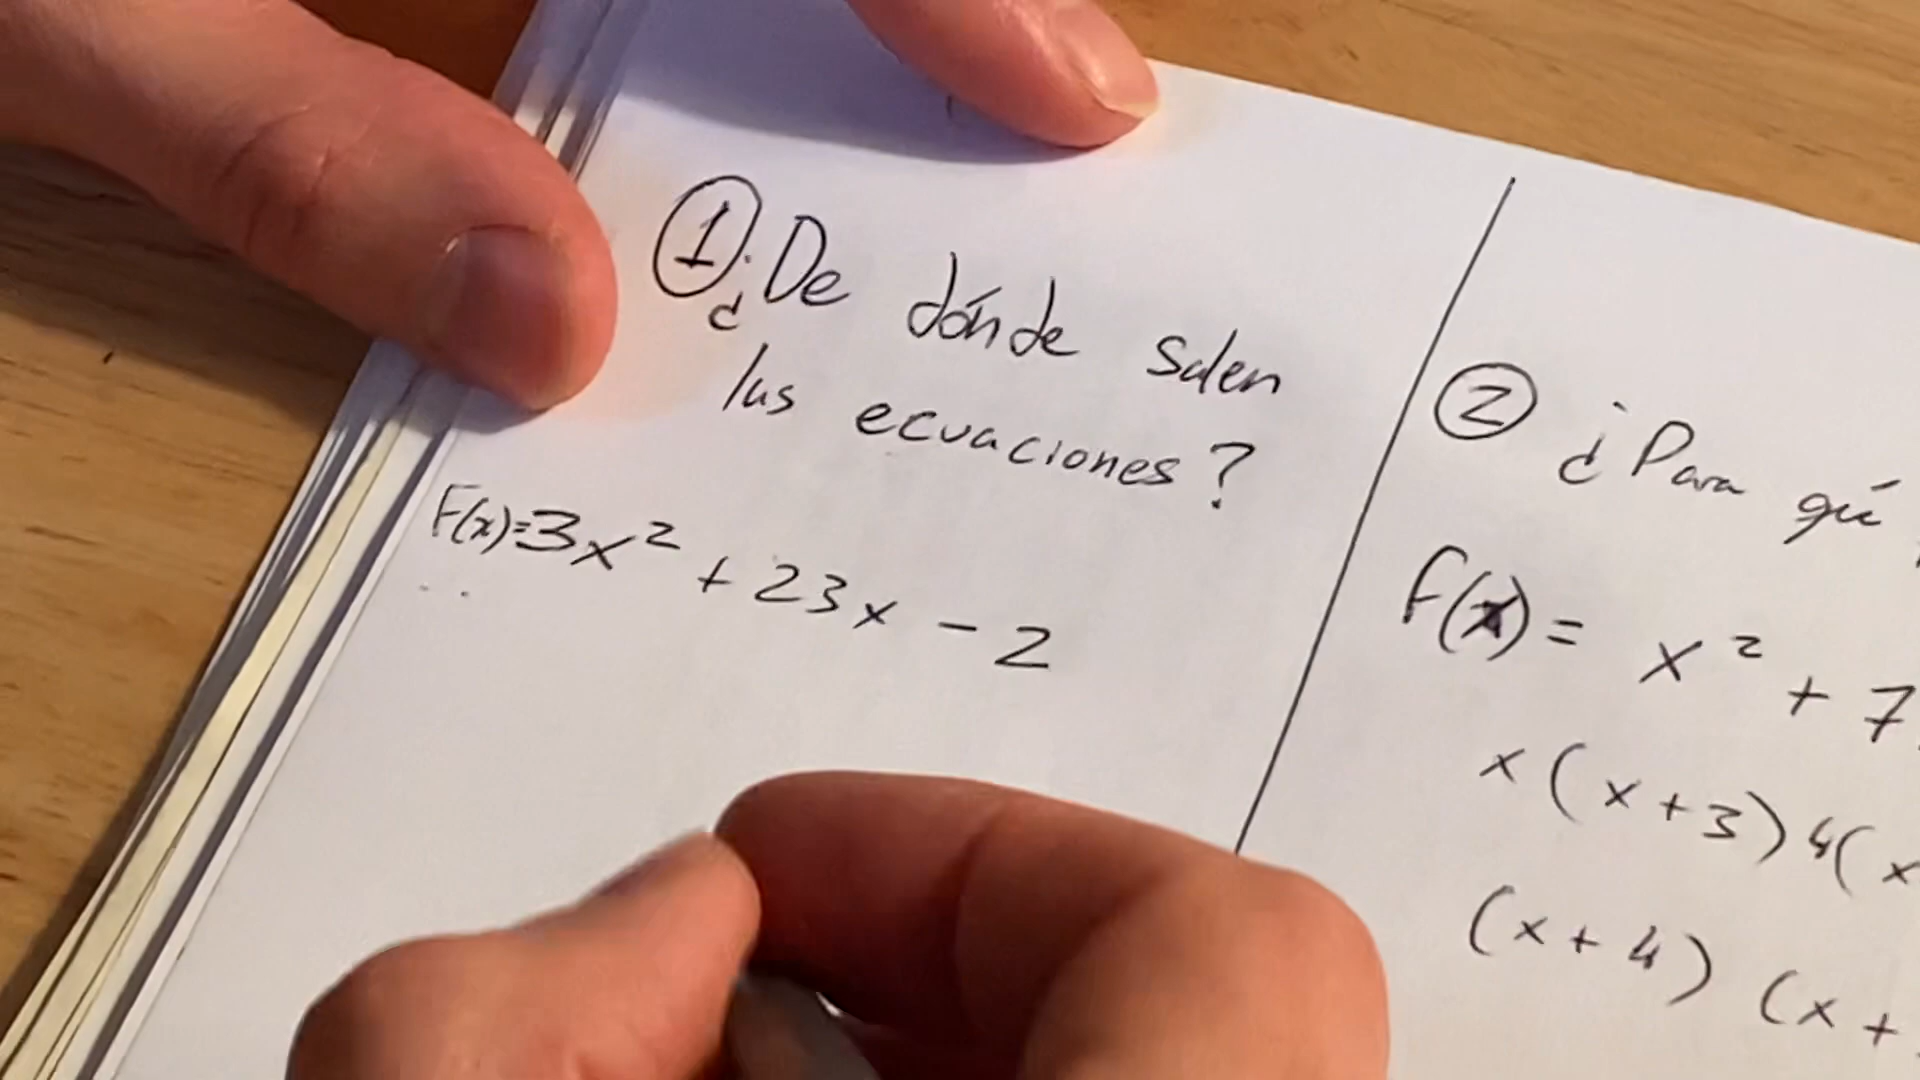 ① ¿De dónde salen
las ecuaciones?
F(x)=3x² + 23x - 2
② ¿Para qué
F(x) = x² + 7
x(x+3)4(x
(x+4) (x+